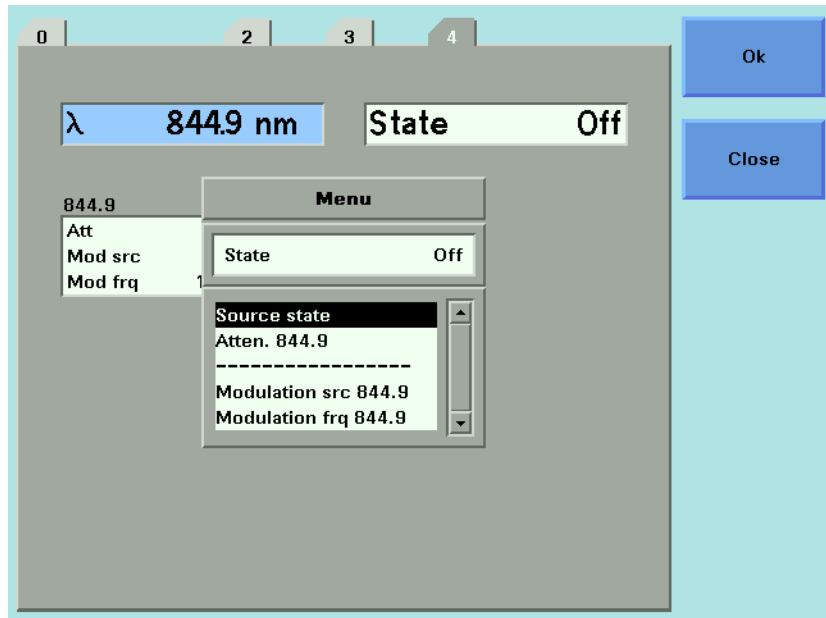 0 2 3 4
Ok
λ 844.9 nm State Off
Close
844.9
Att
Mod src
Mod frq 1
Menu
State Off
Source state
Atten. 844.9
-------------------
Modulation src 844.9
Modulation frq 844.9